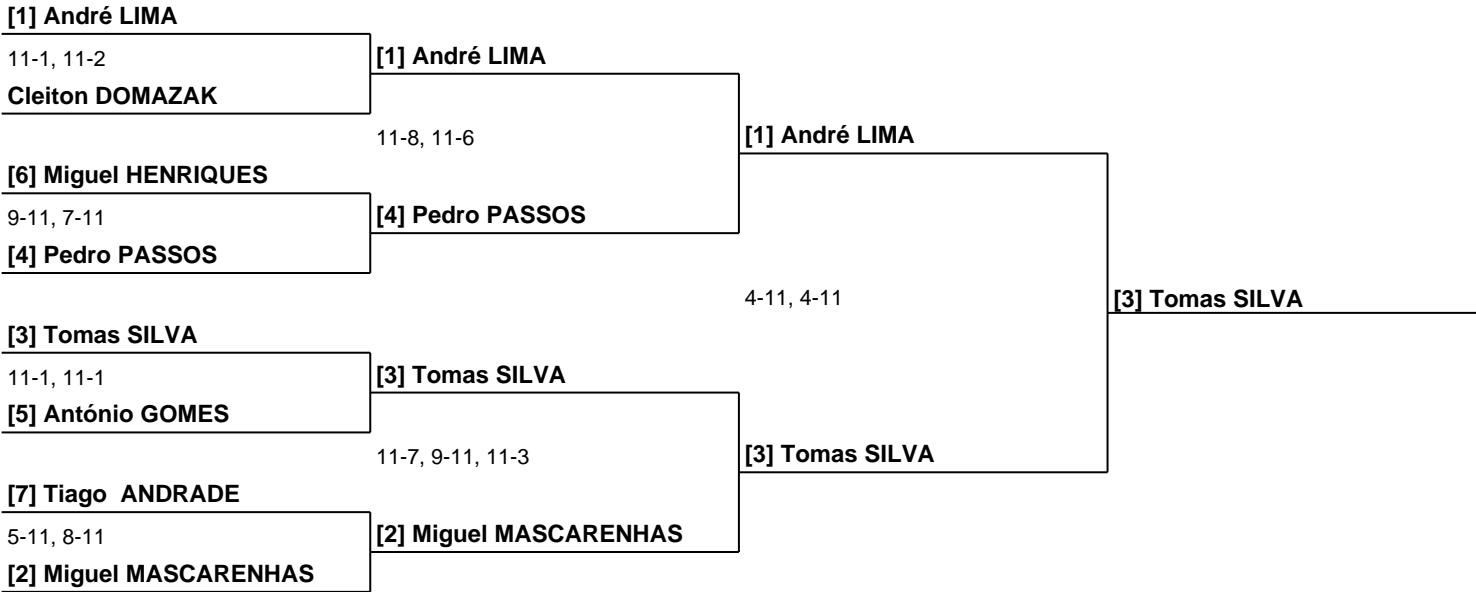 [1] André LIMA
11-1, 11-2
[1] André LIMA
Cleiton DOMAZAK
11-8, 11-6
[1] André LIMA
[6] Miguel HENRIQUES
9-11, 7-11
[4] Pedro PASSOS
[4] Pedro PASSOS
4-11, 4-11
[3] Tomas SILVA
[3] Tomas SILVA
11-1, 11-1
[3] Tomas SILVA
[5] António GOMES
11-7, 9-11, 11-3
[3] Tomas SILVA
[7] Tiago  ANDRADE
5-11, 8-11
[2] Miguel MASCARENHAS
[2] Miguel MASCARENHAS